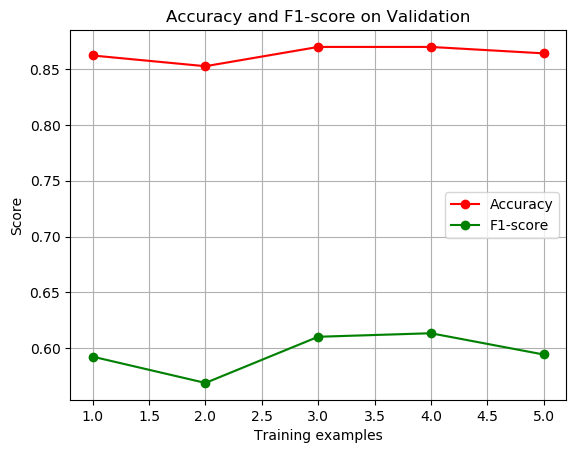 Accuracy and F1-score on Validation
0.85
0.80
0.75
0.70
0.65
0.60
Score
Accuracy
F1-score
1.0 1.5 2.0 2.5 3.0 3.5 4.0 4.5 5.0
Training examples